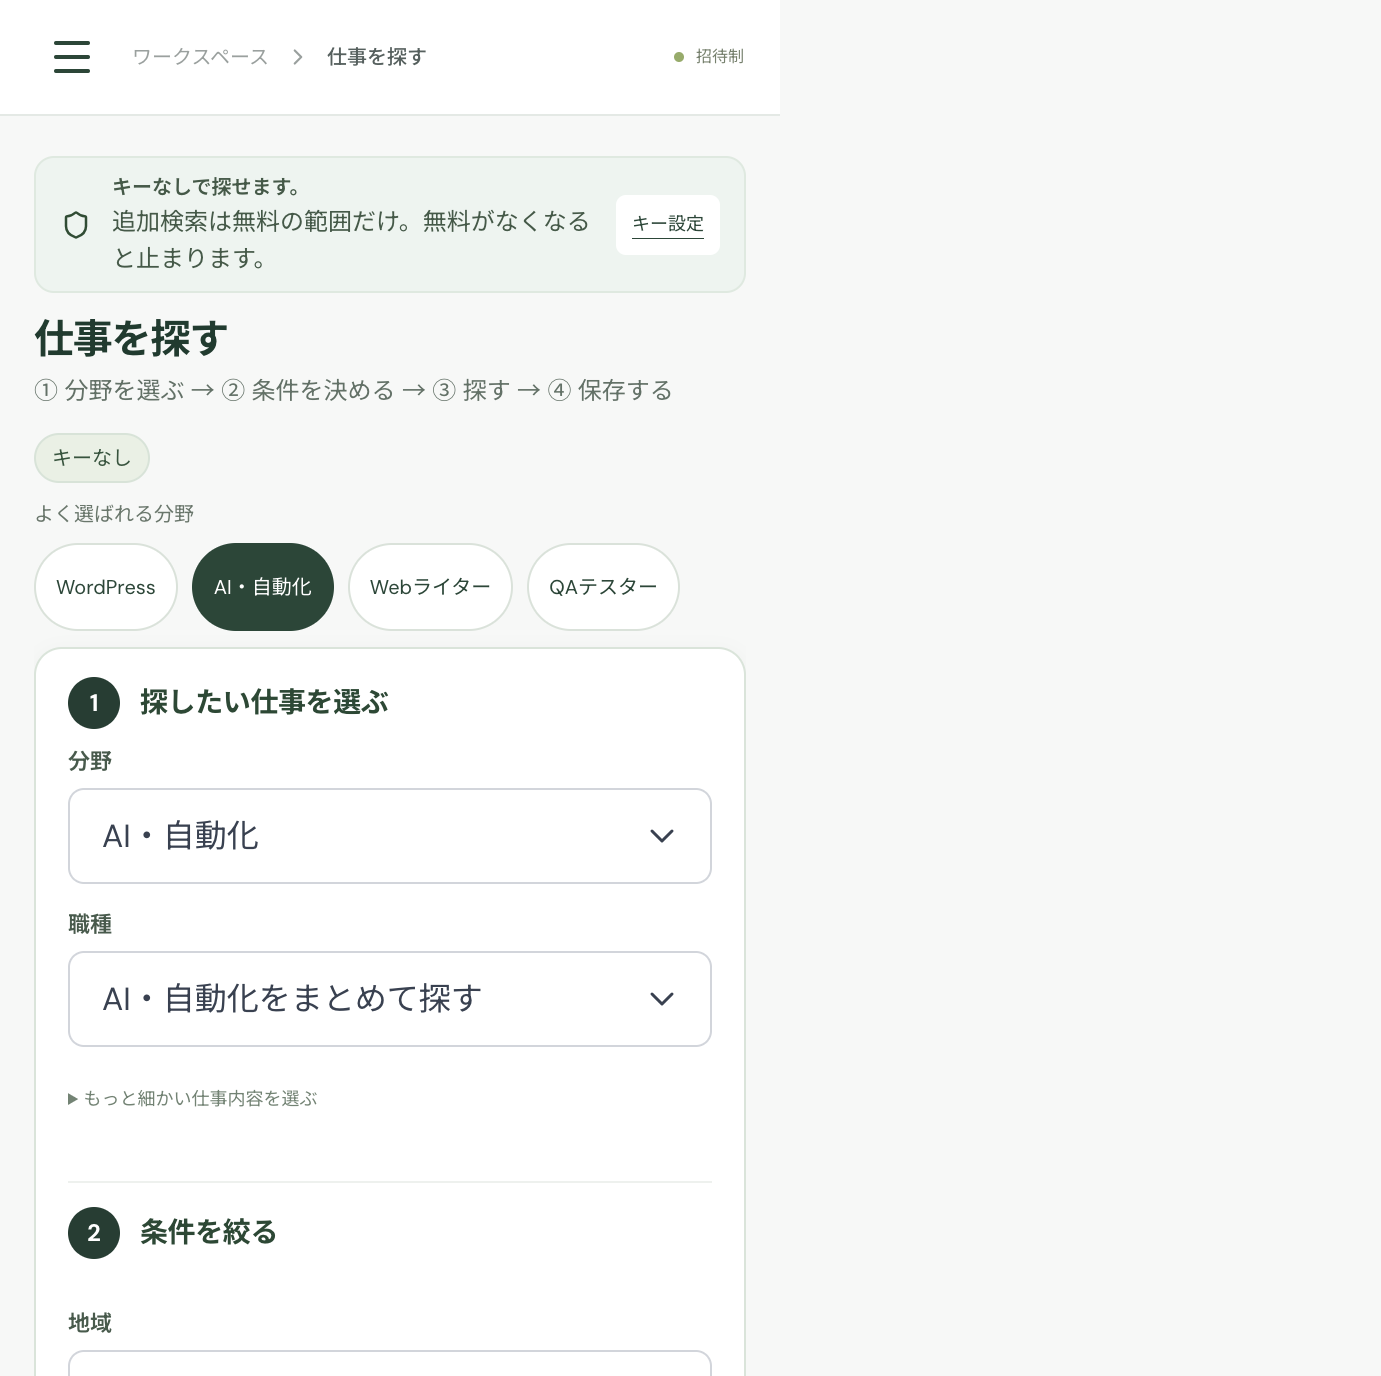 ワークスペース > 仕事を探す
招待制
キーなしで探せます。
追加検索は無料の範囲だけ。無料がなくなる
と止まります。
キー設定
仕事を探す
① 分野を選ぶ → ② 条件を決める → ③ 探す → ④ 保存する
キーなし
よく選ばれる分野
WordPress
AI・自動化
Webライター
QAテスター
1 探したい仕事を選ぶ
分野
AI・自動化
職種
AI・自動化をまとめて探す
▶ もっと細かい仕事内容を選ぶ
2 条件を絞る
地域